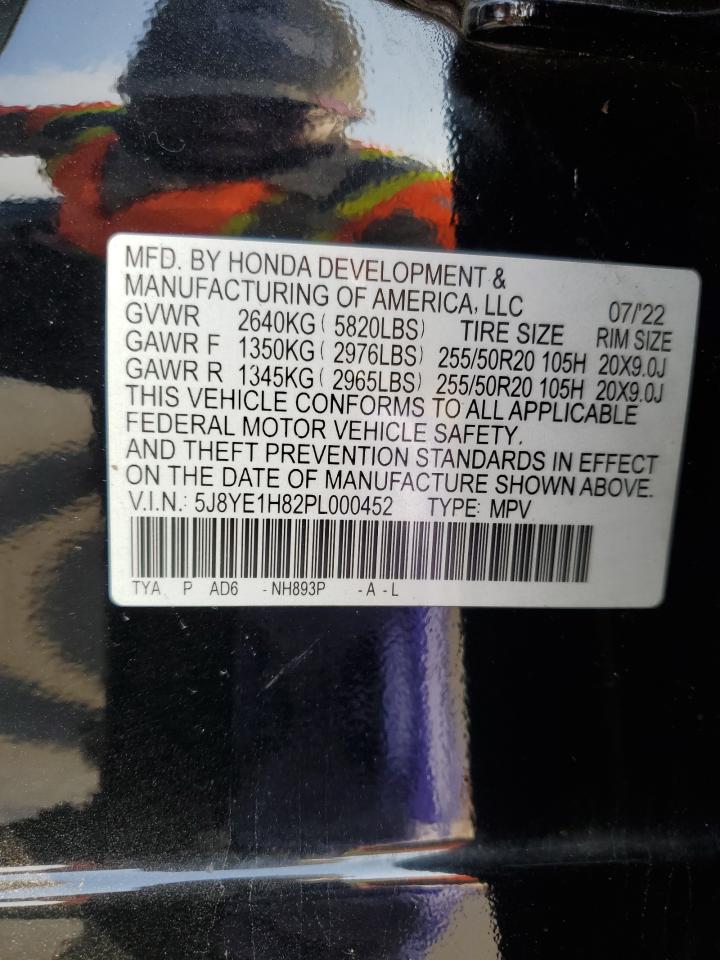 MFD. BY HONDA DEVELOPMENT &
MANUFACTURING OF AMERICA, LLC 07/'22
GVWR 2640KG ( 5820LBS) TIRE SIZE RIM SIZE
GAWR F 1350KG ( 2976LBS) 255/50R20 105H 20X9.0J
GAWR R 1345KG ( 2965LBS) 255/50R20 105H 20X9.0J
THIS VEHICLE CONFORMS TO ALL APPLICABLE
FEDERAL MOTOR VEHICLE SAFETY.
AND THEFT PREVENTION STANDARDS IN EFFECT
ON THE DATE OF MANUFACTURE SHOWN ABOVE.
V.I.N.: 5J8YE1H82PL000452 TYPE: MPV
TYA P AD6 -NH893P -A -L